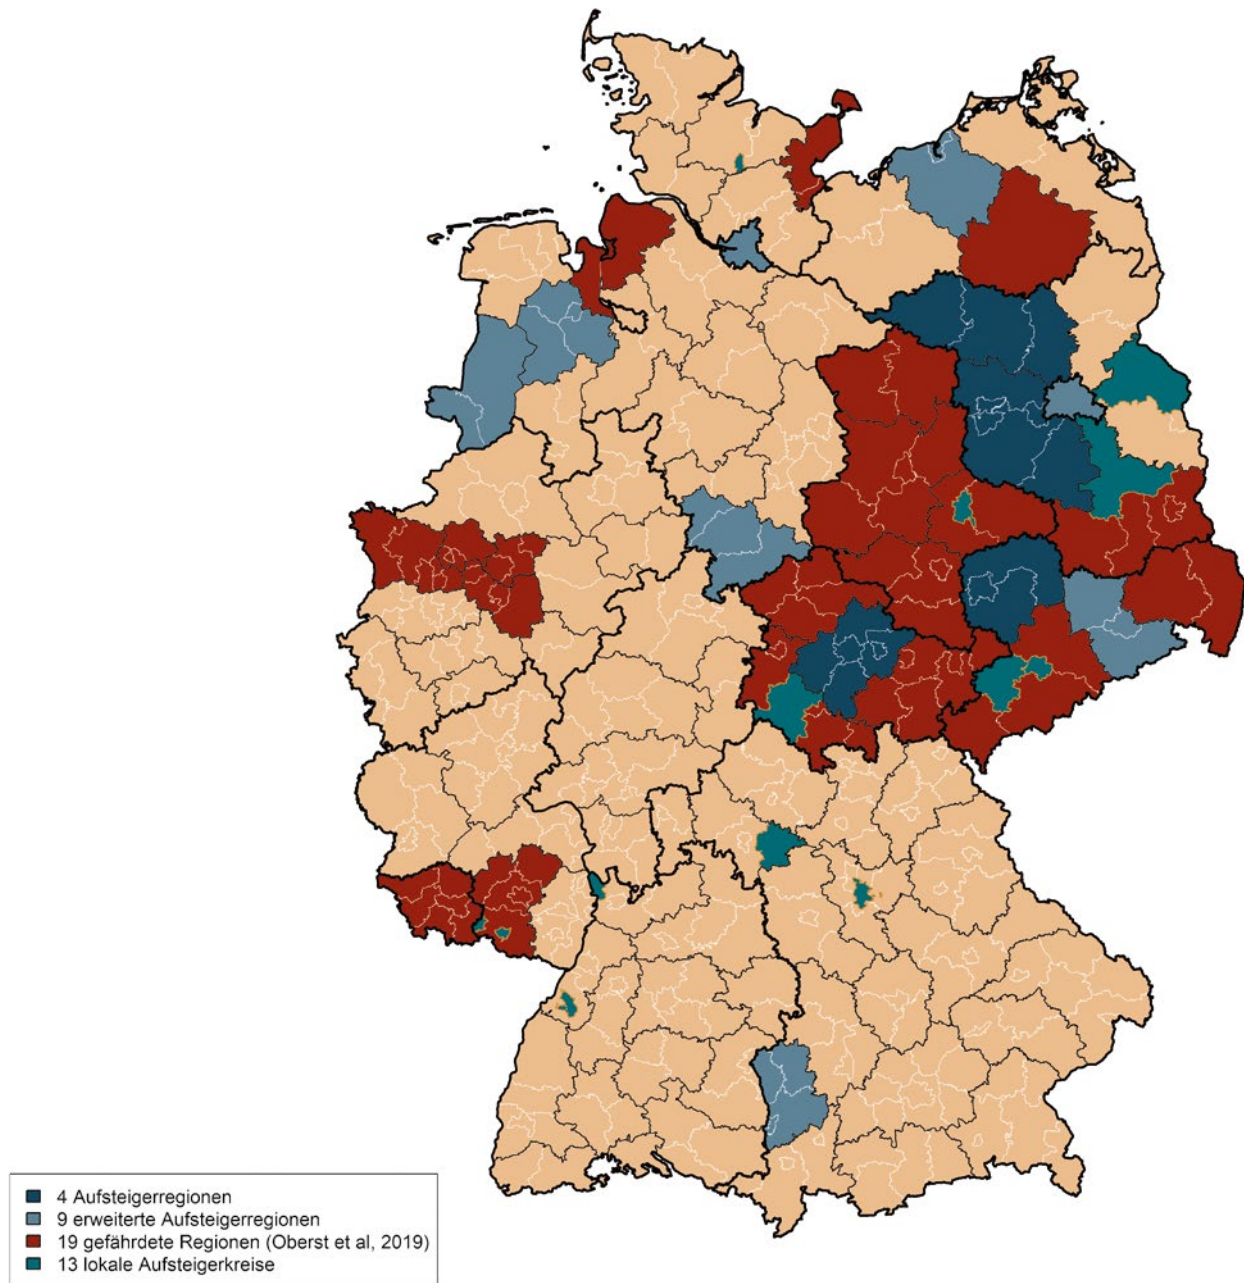 4 Aufsteigerregionen
9 erweiterte Aufsteigerregionen
19 gefährdete Regionen (Oberst et al, 2019)
13 lokale Aufsteigerkreise